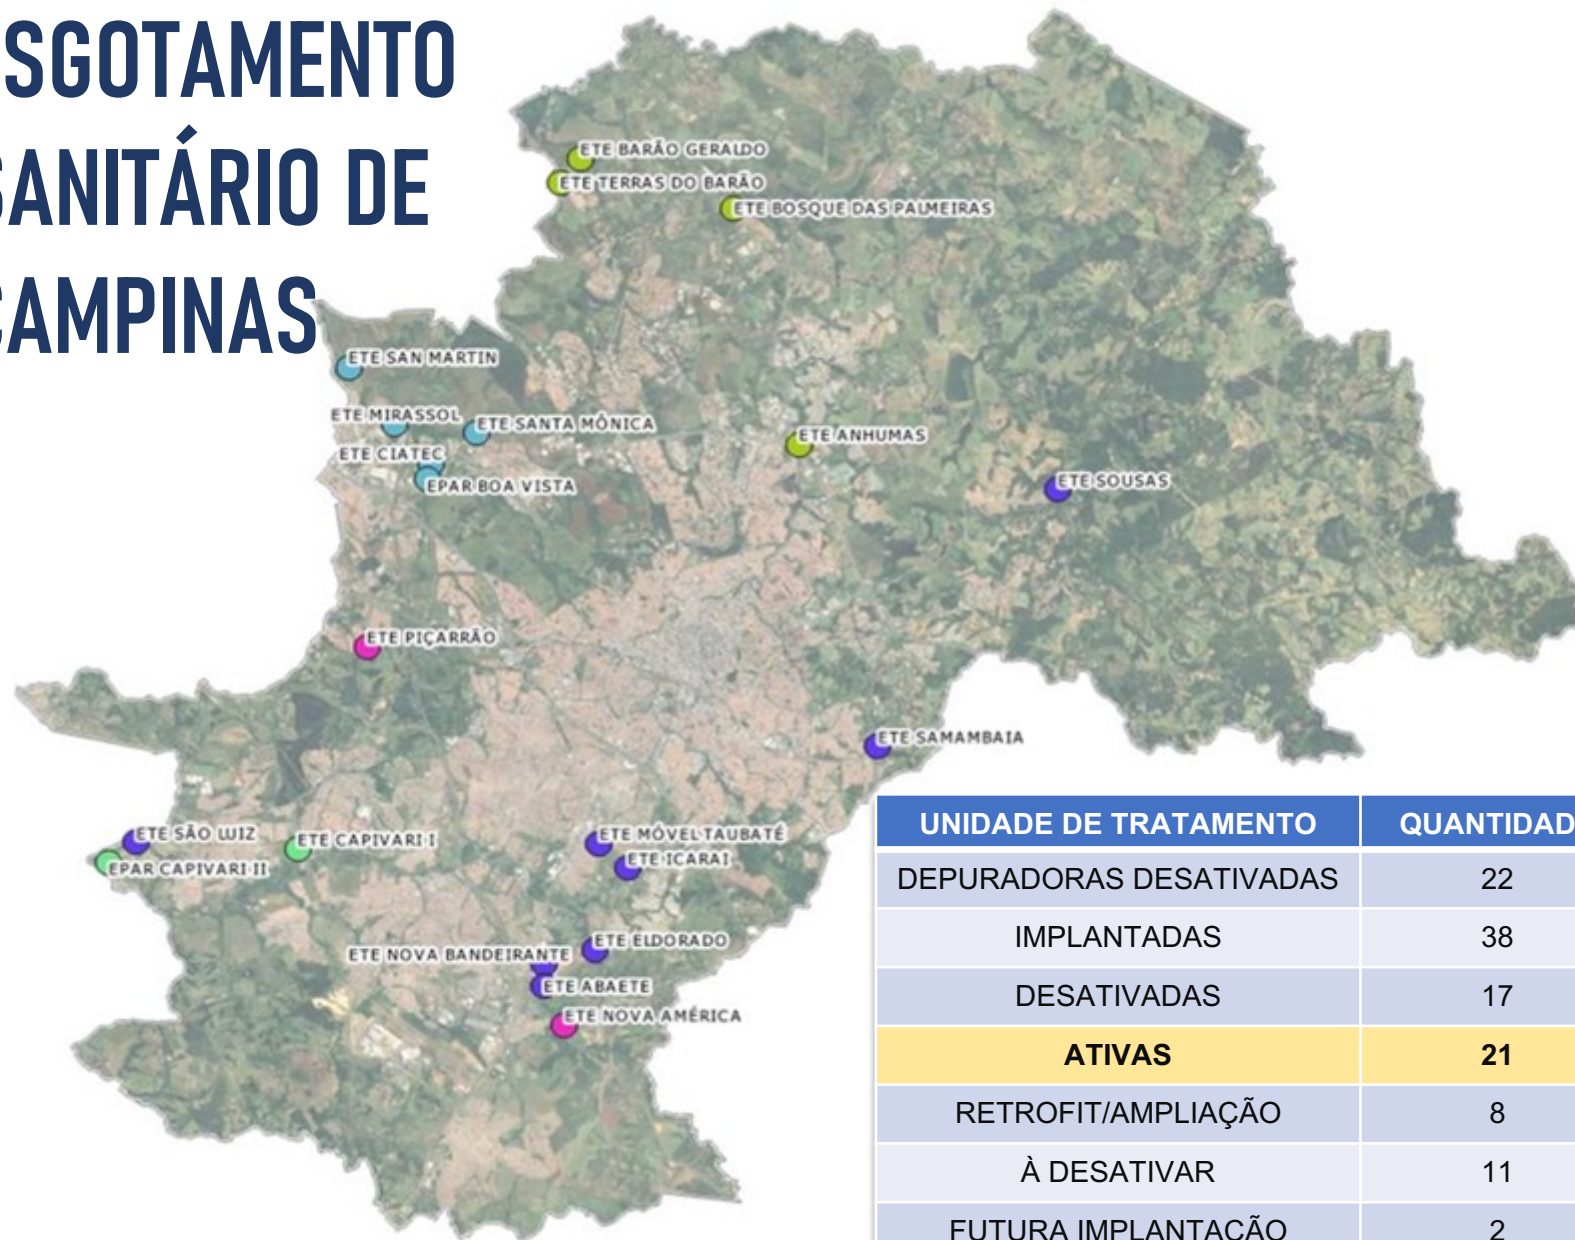 SGOTAMENTO
SANITÁRIO DE
CAMPINAS
ETE BARÃO GERALDO
ETE TERRAS DO BARÃO
ETE BOSQUE DAS PALMEIRAS
ETE SAN MARTIN
ETE MIRASSOL
ETE SANTA MÔNICA
ETE CIATEC
EPAR BOA VISTA
ETE ANHUMAS
ETE SOUSAS
ETE PIÇARRÃO
ETE SAMAMBAIA
ETE SÃO LUIZ
EPAR CAPIVARI II
ETE CAPIVARI I
ETE MÓVEL TAUBATÉ
ETE ICARAI
ETE ELDORADO
ETE NOVA BANDEIRANTE
ETE ABAETE
ETE NOVA AMÉRICA
UNIDADE DE TRATAMENTO QUANTIDAD
DEPURADORAS DESATIVADAS 22
IMPLANTADAS 38
DESATIVADAS 17
ATIVAS 21
RETROFIT/AMPLIAÇÃO 8
À DESATIVAR 11
FUTURA IMPLANTAÇÃO 2